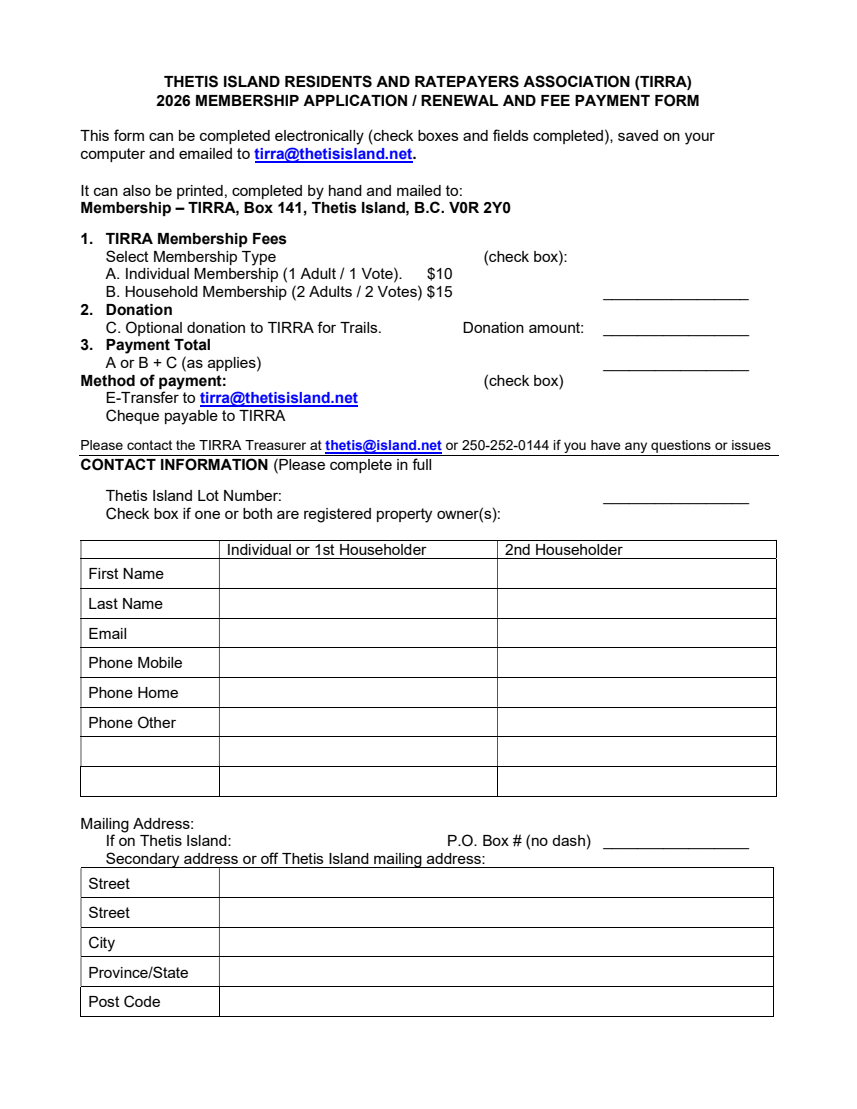 THETIS ISLAND RESIDENTS AND RATEPAYERS ASSOCIATION (TIRRA)
2026 MEMBERSHIP APPLICATION / RENEWAL AND FEE PAYMENT FORM
This form can be completed electronically (check boxes and fields completed), saved on your
computer and emailed to tirra@thetisisland.net.
It can also be printed, completed by hand and mailed to:
Membership – TIRRA, Box 141, Thetis Island, B.C. V0R 2Y0
1. TIRRA Membership Fees
Select Membership Type (check box):
A. Individual Membership (1 Adult / 1 Vote). $10
B. Household Membership (2 Adults / 2 Votes) $15 _________________
2. Donation
C. Optional donation to TIRRA for Trails. Donation amount: _________________
3. Payment Total
A or B + C (as applies) _________________
Method of payment: (check box)
E-Transfer to tirra@thetisisland.net
Cheque payable to TIRRA
Please contact the TIRRA Treasurer at thetis@island.net or 250-252-0144 if you have any questions or issues
CONTACT INFORMATION (Please complete in full
Thetis Island Lot Number: _________________
Check box if one or both are registered property owner(s):
Individual or 1st Householder 2nd Householder
First Name
Last Name
Email
Phone Mobile
Phone Home
Phone Other
Mailing Address:
If on Thetis Island: P.O. Box # (no dash) _________________
Secondary address or off Thetis Island mailing address:
Street
Street
City
Province/State
Post Code